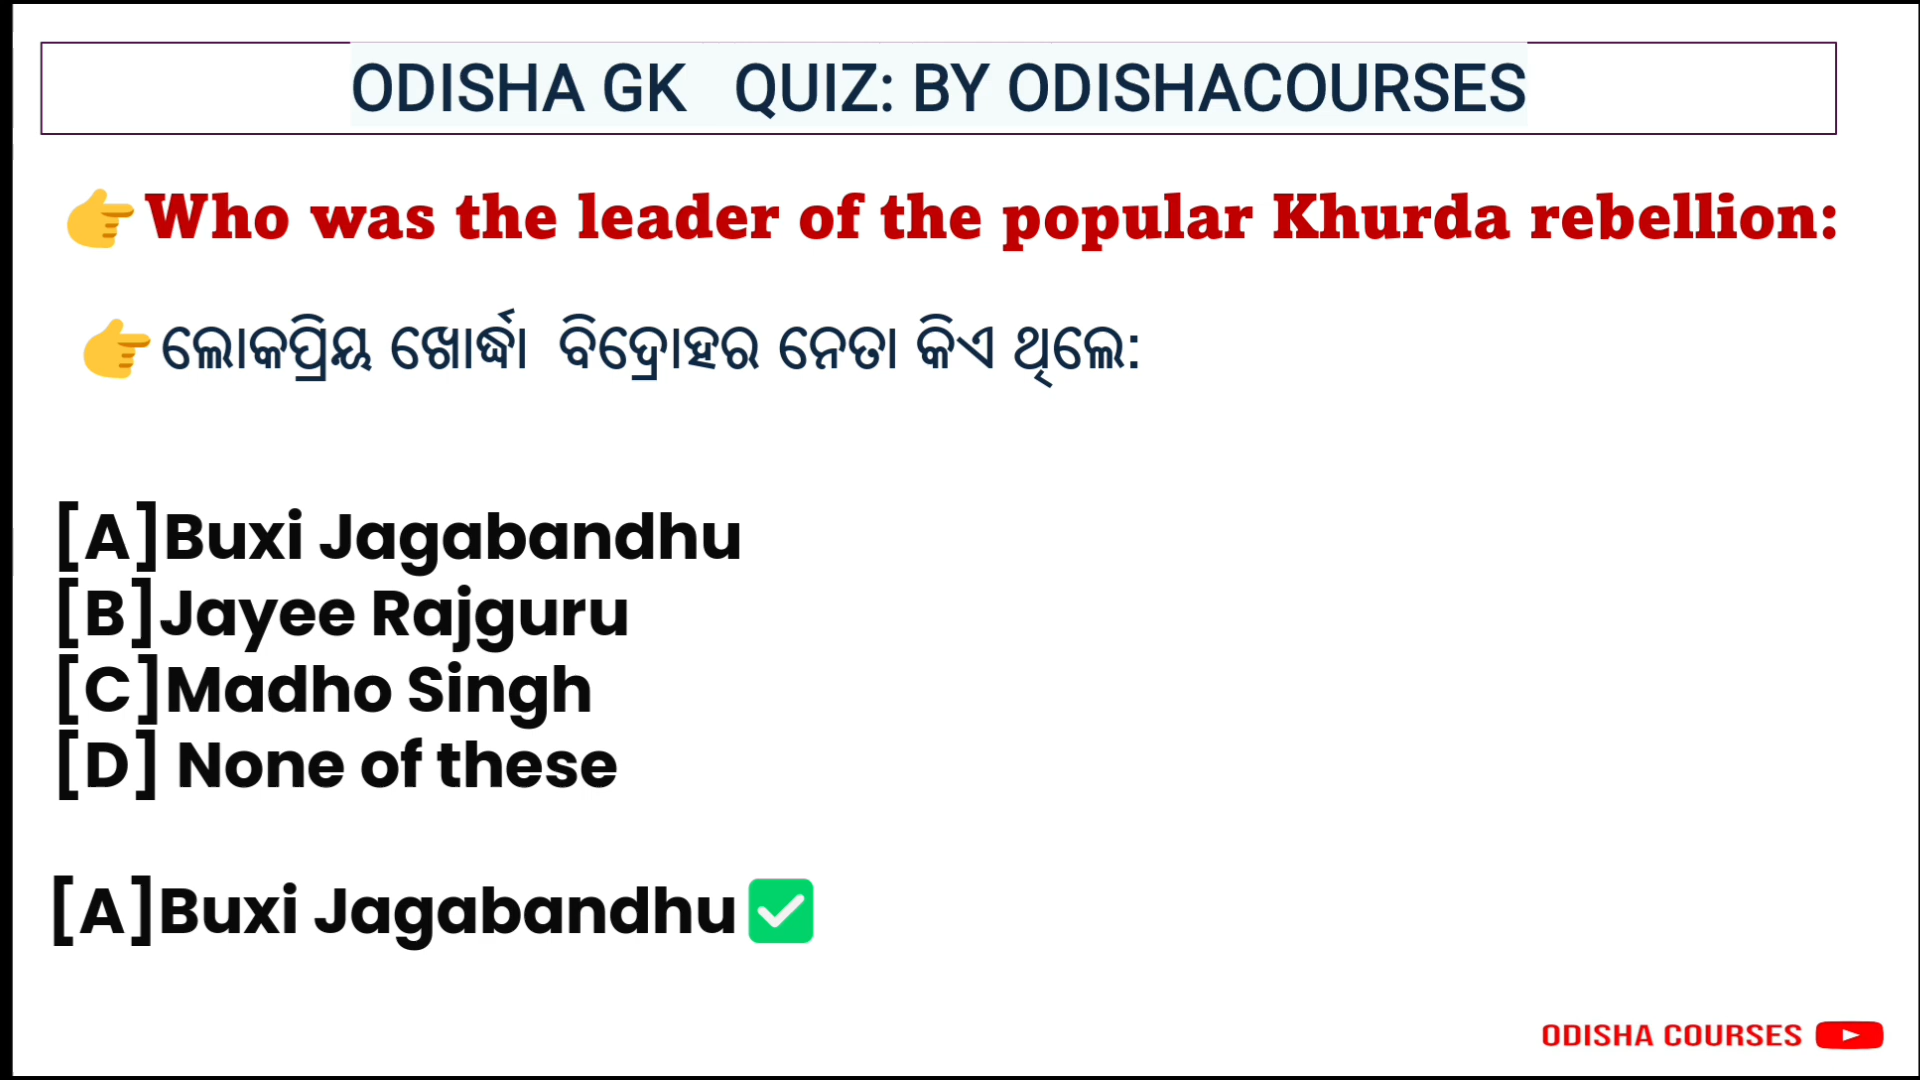 ODISHA GK QUIZ: BY ODISHACOURSES
👉Who was the leader of the popular Khurda rebellion:
👉ଲୋକପ୍ରିୟ ଖୋର୍ଦ୍ଧା ବିଦ୍ରୋହର ନେତା କିଏ ଥିଲେ:
[A]Buxi Jagabandhu
[B]Jayee Rajguru
[C]Madho Singh
[D] None of these
[A]Buxi Jagabandhu✅
ODISHA COURSES